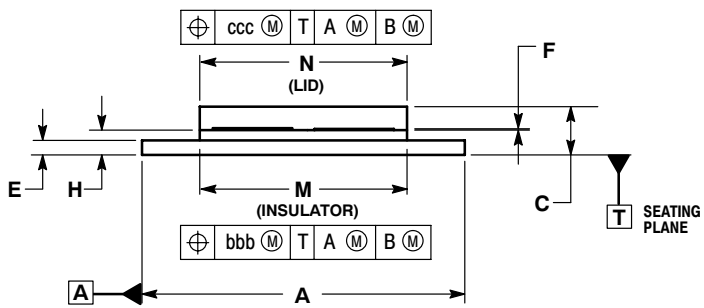 ⌖ ccc Ⓜ T A Ⓜ B Ⓜ
N
(LID)
F
E
H
M
(INSULATOR)
C
T SEATING
PLANE
⌖ bbb Ⓜ T A Ⓜ B Ⓜ
A
A